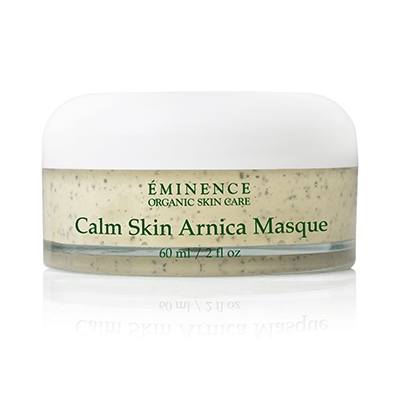 ÉMINENCE
ORGANIC SKIN CARE
Calm Skin Arnica Masque
60 ml / 2 fl oz